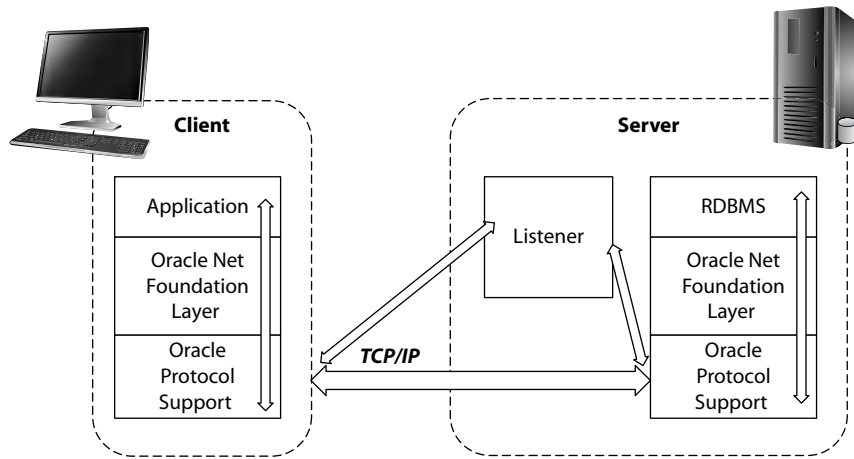 Client
Server
Application
Oracle Net
Foundation
Layer
Oracle
Protocol
Support
TCP/IP
Listener
RDBMS
Oracle Net
Foundation
Layer
Oracle
Protocol
Support